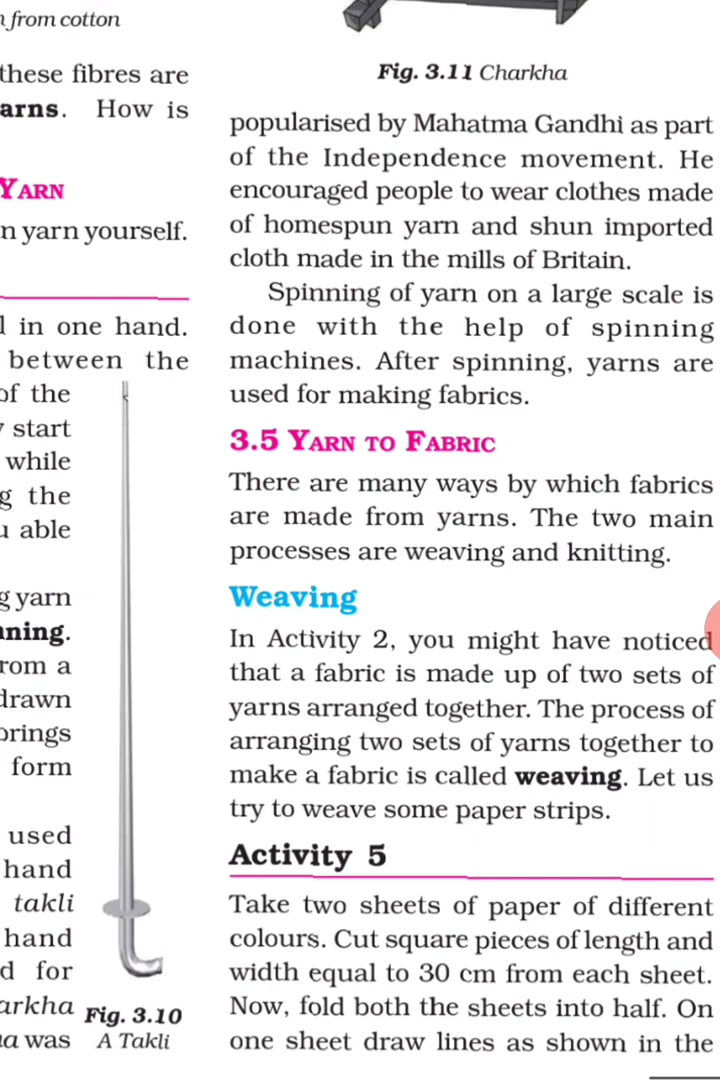 from cotton
these fibres are
How is
YARN
yarn yourself.
in one hand.
between the
of the
start
while
the
able
yarn
from a
drawn
form
used
hand
takli
hand
for
was
Fig. 3.10
A Takli
Fig. 3.11 Charkha
popularised by Mahatma Gandhi as part
of the Independence movement. He
encouraged people to wear clothes made
of homespun yarn and shun imported
cloth made in the mills of Britain.
Spinning of yarn on a large scale is
done with the help of spinning
machines. After spinning, yarns are
used for making fabrics.
3.5 YARN TO FABRIC
There are many ways by which fabrics
are made from yarns. The two main
processes are weaving and knitting.
Weaving
In Activity 2, you might have noticed
that a fabric is made up of two sets of
yarns arranged together. The process of
arranging two sets of yarns together to
make a fabric is called weaving. Let us
try to weave some paper strips.
Activity 5
Take two sheets of paper of different
colours. Cut square pieces of length and
width equal to 30 cm from each sheet.
Now, fold both the sheets into half. On
one sheet draw lines as shown in the